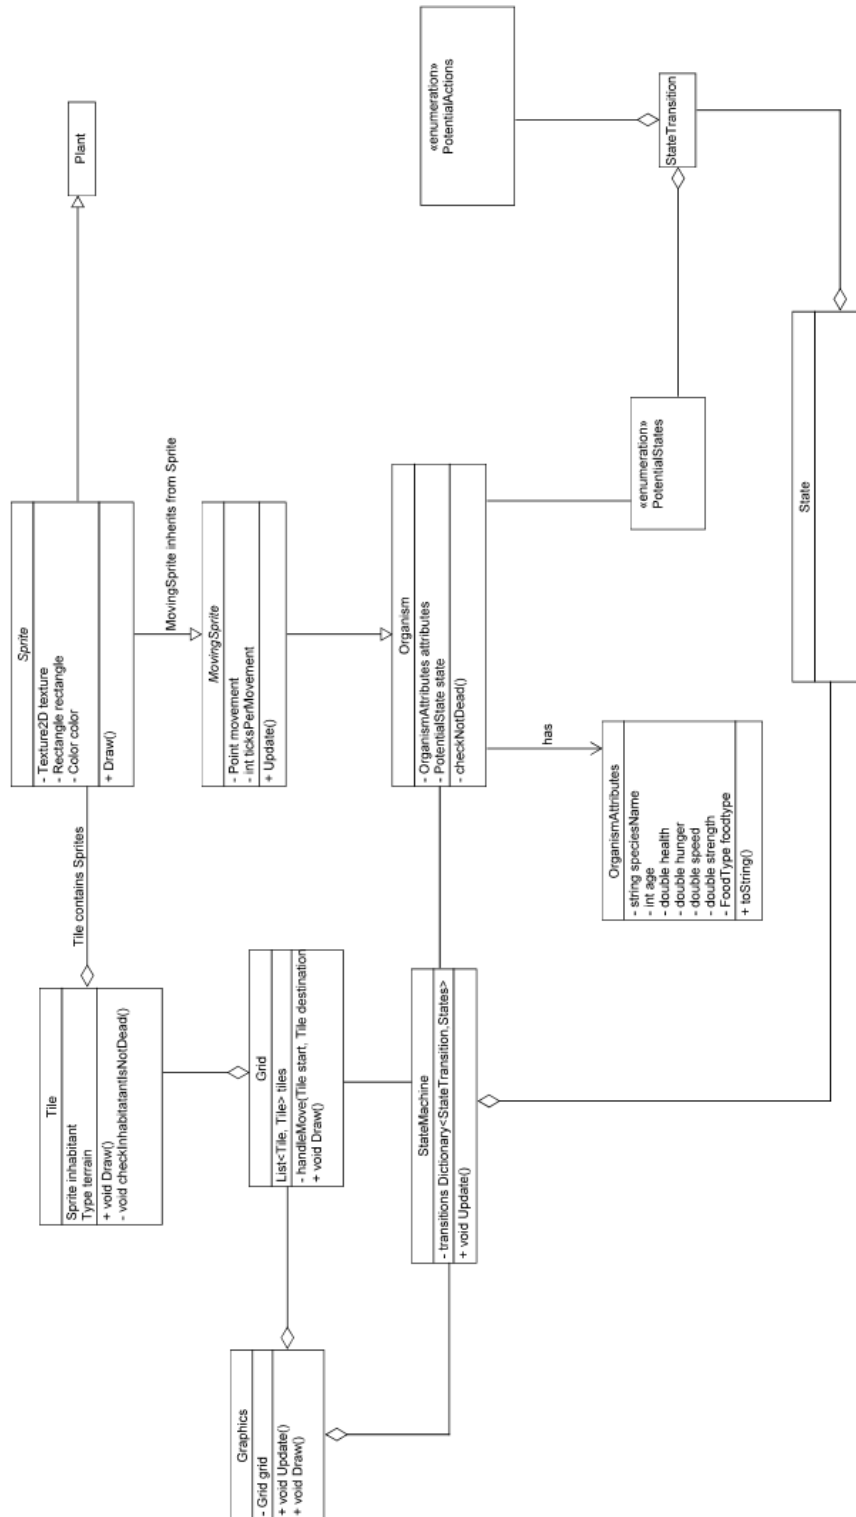 Graphics
- Grid grid
+ void Update()
+ void Draw()
Tile
Sprite inhabitant
Type terrain
+ void Draw()
- void checkInhabitatantIsNotDead()
Tile contains Sprites
Grid
List<Tile, Tile> tiles
- handleMove(Tile start, Tile destination
+ void Draw()
StateMachine
- transitions Dictionary<StateTransition,States>
+ void Update()
Sprite
- Texture2D texture
- Rectangle rectangle
- Color color
+ Draw()
MovingSprite inherits from Sprite
MovingSprite
- Point movement
- int ticksPerMovement
+ Update()
Organism
- OrganismAttributes attributes
- PotentialState state
- checkNotDead()
has
OrganismAttributes
- string speciesName
- int age
- double health
- double hunger
- double speed
- double strength
- FoodType foodtype
+ toString()
Plant
«enumeration»
PotentialStates
State
«enumeration»
PotentialActions
StateTransition